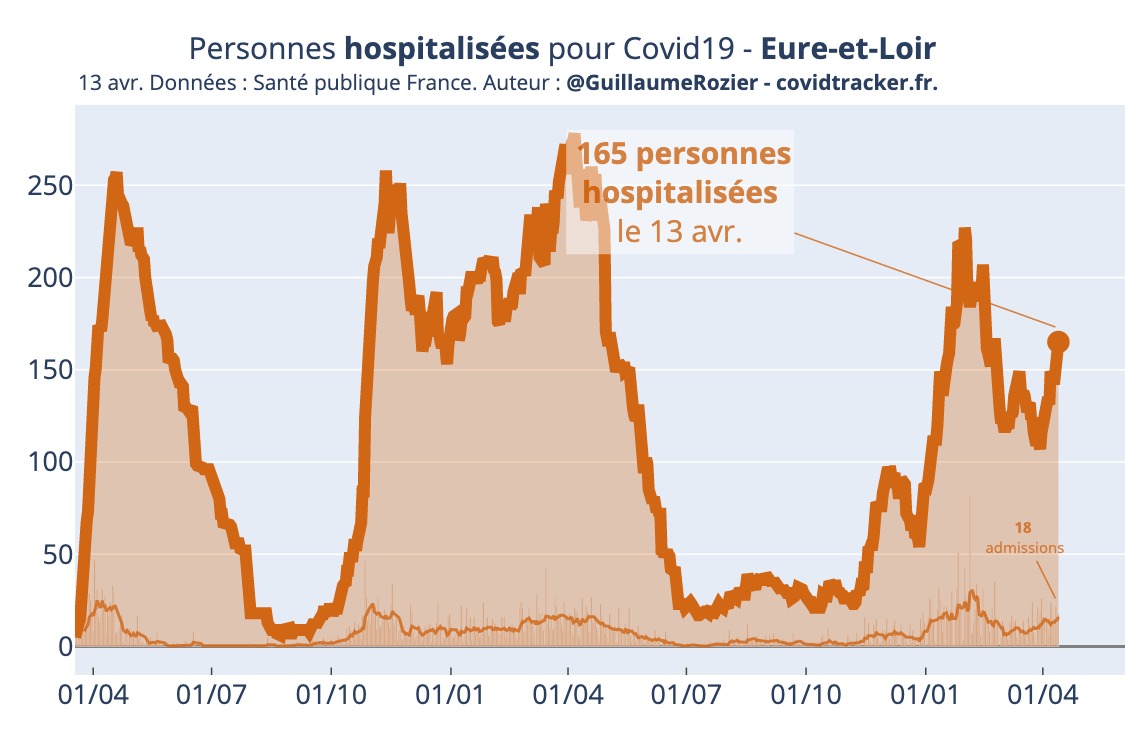 Personnes hospitalisées pour Covid19 - Eure-et-Loir
13 avr. Données : Santé publique France. Auteur : @GuillaumeRozier - covidtracker.fr.
165 personnes
hospitalisées
le 13 avr.
250
200
150
100
50
0
18
admissions
01/04
01/07
01/10
01/01
01/04
01/07
01/10
01/01
01/04